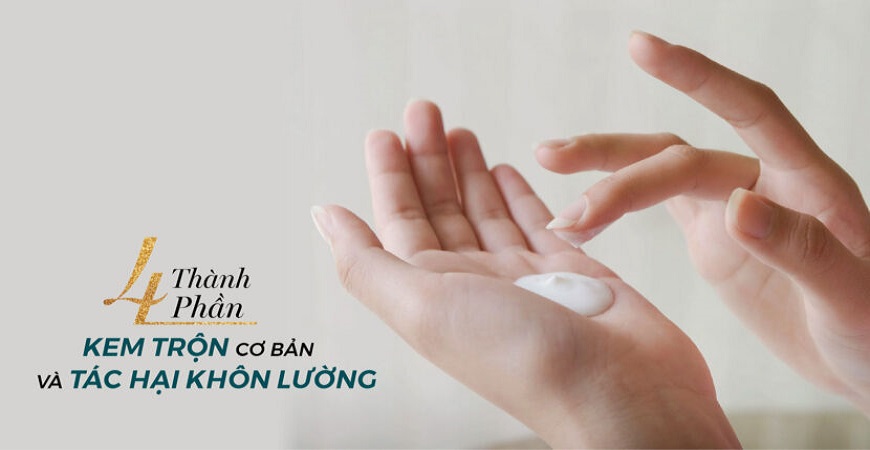 4 Thành
Phần
KEM TRỘN CƠ BẢN
VÀ TÁC HẠI KHÔN LƯỜNG